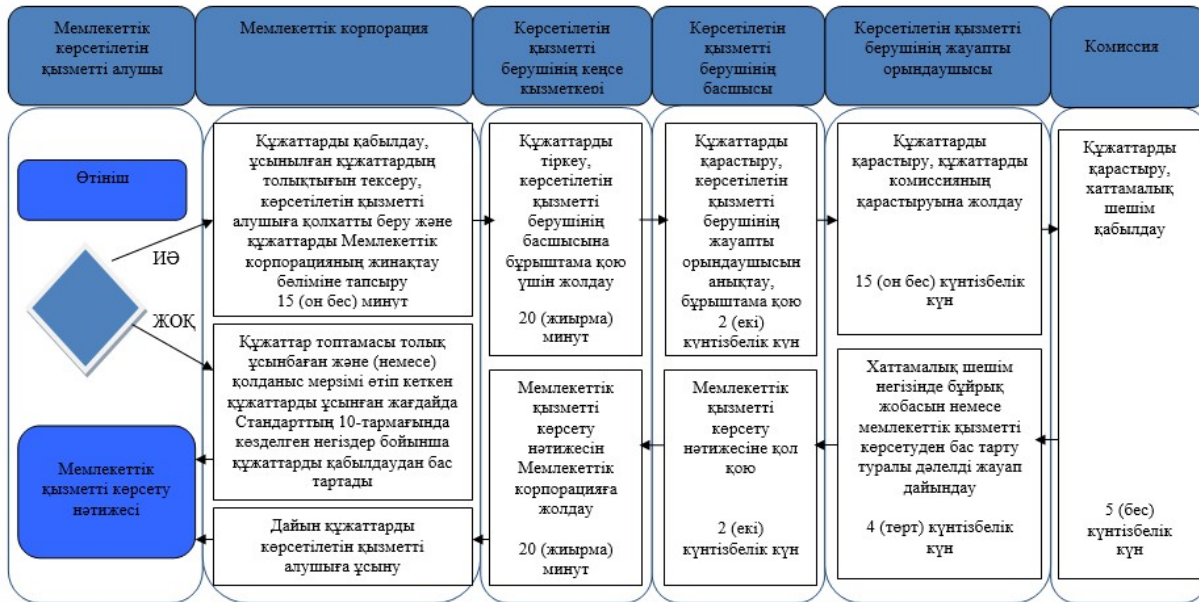 Мемлекеттік
көрсетілетін
қызметті алушы
Мемлекеттік корпорация
Көрсетілетін
қызметті
берушінің кеңсе
қызметкері
Көрсетілетін
қызметті
берушінің
басшысы
Көрсетілетін қызметті
берушінің жауапты
орындаушысы
Комиссия
Өтініш
ИӘ
ЖОҚ
Мемлекеттік
қызметті көрсету
нәтижесі
Құжаттарды қабылдау,
ұсынылған құжаттардың
толықтығын тексеру,
көрсетілетін қызметті
алушыға қолхатты беру және
құжаттарды Мемлекеттік
корпорацияның жинақтау
бөліміне тапсыру
15 (он бес) минут
Құжаттар топтамасы толық
ұсынбаған және (немесе)
қолданыс мерзімі өтіп кеткен
құжаттарды ұсынған жағдайда
Стандарттың 10-тармағында
көзделген негіздер бойынша
құжаттарды қабылдаудан бас
тартады
Дайын құжаттарды
көрсетілетін қызметті
алушыға ұсыну
Құжаттарды
тіркеу,
көрсетілетін
қызметті
берушінің
басшысына
бұрыштама қою
үшін жолдау
20 (жиырма)
минут
Мемлекеттік
қызметті
көрсету
нәтижесін
Мемлекеттік
корпорацияға
жолдау
20 (жиырма)
минут
Құжаттарды
қарастыру,
көрсетілетін
қызметті
берушінің
жауапты
орындаушысын
анықтау,
бұрыштама қою
2 (екі)
күнтізбелік күн
Мемлекеттік
қызметті
көрсету
нәтижесіне қол
қою
2 (екі)
күнтізбелік күн
Құжаттарды
қарастыру, құжаттарды
комиссияның
қарастыруына жолдау
15 (он бес) күнтізбелік
күн
Хаттамалық шешім
негізінде бұйрық
жобасын немесе
мемлекеттік қызметті
көрсетуден бас тарту
туралы дәлелді жауап
дайындау
4 (төрт) күнтізбелік
күн
Құжаттарды
қарастыру,
хаттамалық
шешім
қабылдау
5 (бес)
күнтізбелік
күн